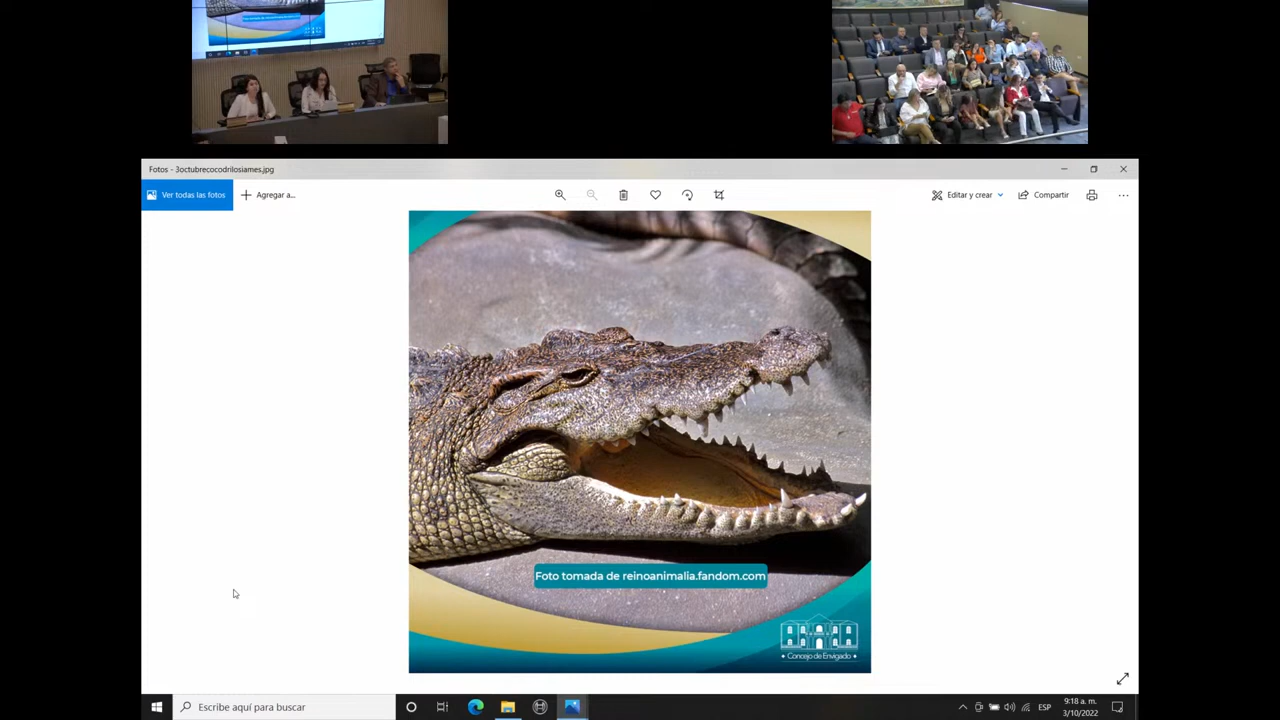 Fotos - 3octubrecocodrilosiames.jpg
Ver todas las fotos
Agregar a...
Editar y crear
Compartir
Foto tomada de reinoanimalia.fandom.com
Concejo de Envigado
Escribe aquí para buscar
ESP
9:18 a. m.
3/10/2022